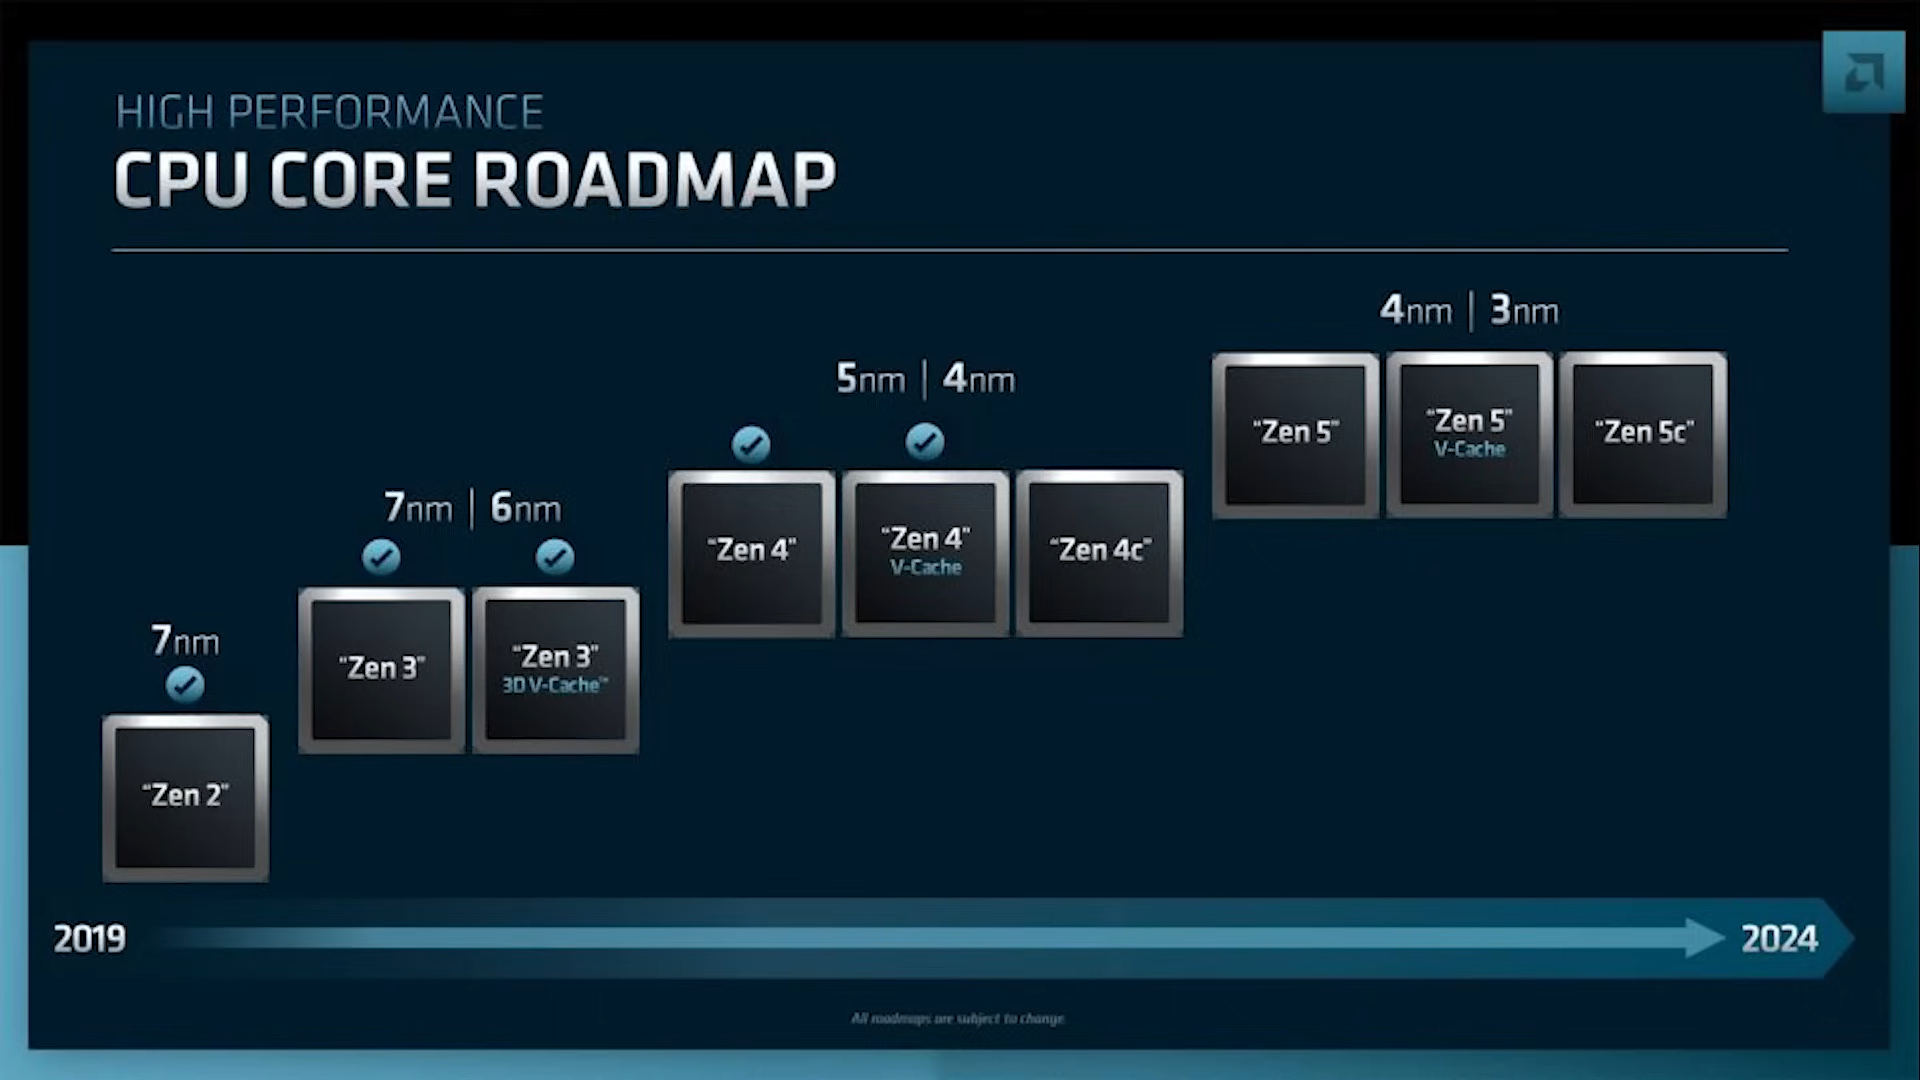 HIGH PERFORMANCE
CPU CORE ROADMAP
7nm
"Zen 2"
7nm | 6nm
"Zen 3"
"Zen 3"
3D V-Cache™
5nm | 4nm
"Zen 4"
"Zen 4"
V-Cache
"Zen 4c"
4nm | 3nm
"Zen 5"
"Zen 5"
V-Cache
"Zen 5c"
2019
2024
All roadmaps are subject to change